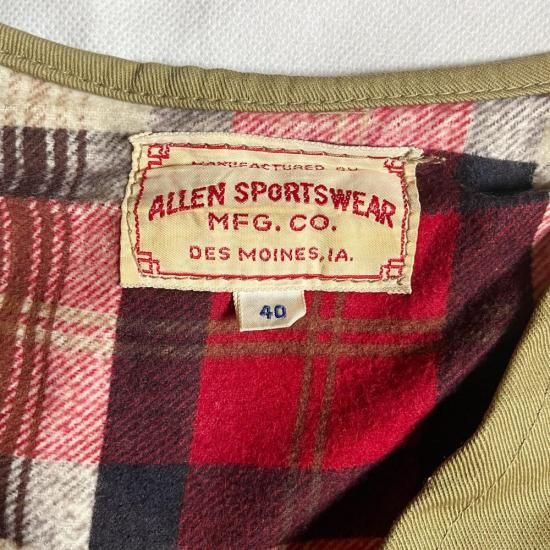 MANUFACTURED BY
ALLEN SPORTSWEAR
MFG. CO.
DES MOINES, IA.
40